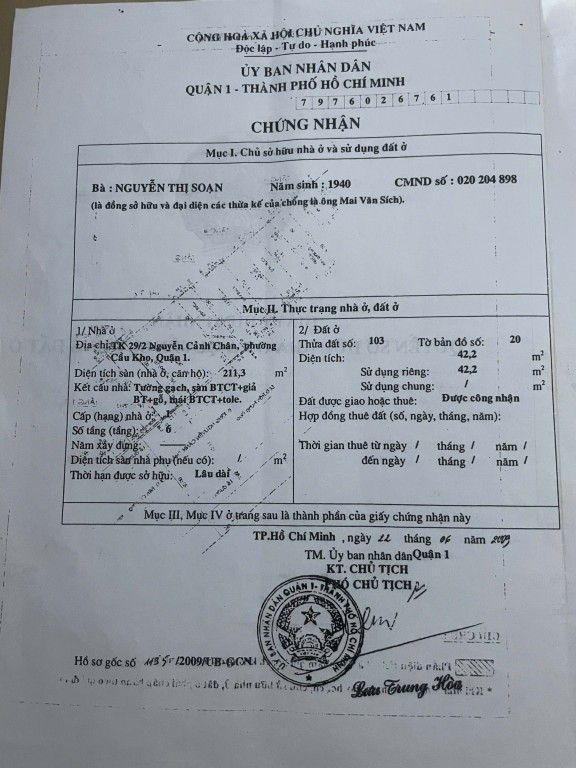 CỘNG HOÀ XÃ HỘI CHỦ NGHĨA VIỆT NAM
Độc lập - Tự do - Hạnh phúc
ỦY BAN NHÂN DÂN
QUẬN 1 - THÀNH PHỐ HỒ CHÍ MINH
7 9 7 6 0 2 6 7 6 1
CHỨNG NHẬN
Mục I. Chủ sở hữu nhà ở và sử dụng đất ở
Bà : NGUYỄN THỊ SOẠN Năm sinh : 1940 CMND số : 020 204 898
(là đồng sở hữu và đại diện các thừa kế của chồng là ông Mai Văn Sích).
Mục II. Thực trạng nhà ở, đất ở
1/ Nhà ở
Địa chỉ: TK 29/2 Nguyễn Cảnh Chân, phường
Cầu Kho, Quận 1.
Diện tích sàn (nhà ở, căn hộ): 211,3 m²
Kết cấu nhà: Tường gạch, sàn BTCT+giả
BT+gỗ, mái BTCT+tole.
Cấp (hạng) nhà ở:
Số tầng (tầng): 6
Năm xây dựng:
Diện tích sàn nhà phụ (nếu có): /. m²
Thời hạn được sở hữu: Lâu dài
2/ Đất ở
Thửa đất số: 103 Tờ bản đồ số: 20
Diện tích: 42,2 m²
Sử dụng riêng: 42,2 m²
Sử dụng chung: / m²
Đất được giao hoặc thuê: Được công nhận
Hợp đồng thuê đất (số, ngày, tháng, năm):
Thời gian thuê từ ngày / tháng / năm /
đến ngày / tháng / năm /
Mục III, Mục IV ở trang sau là thành phần của giấy chứng nhận này
TP.Hồ Chí Minh , ngày 22 tháng 06 năm 2009
TM. Ủy ban nhân dân Quận 1
KT. CHỦ TỊCH
PHÓ CHỦ TỊCH
ỦY BAN NHÂN DÂN QUẬN 1 - THÀNH PHỐ HỒ CHÍ MINH
Hồ sơ gốc số /2009/UB-GCN
Lưu Trung Hòa